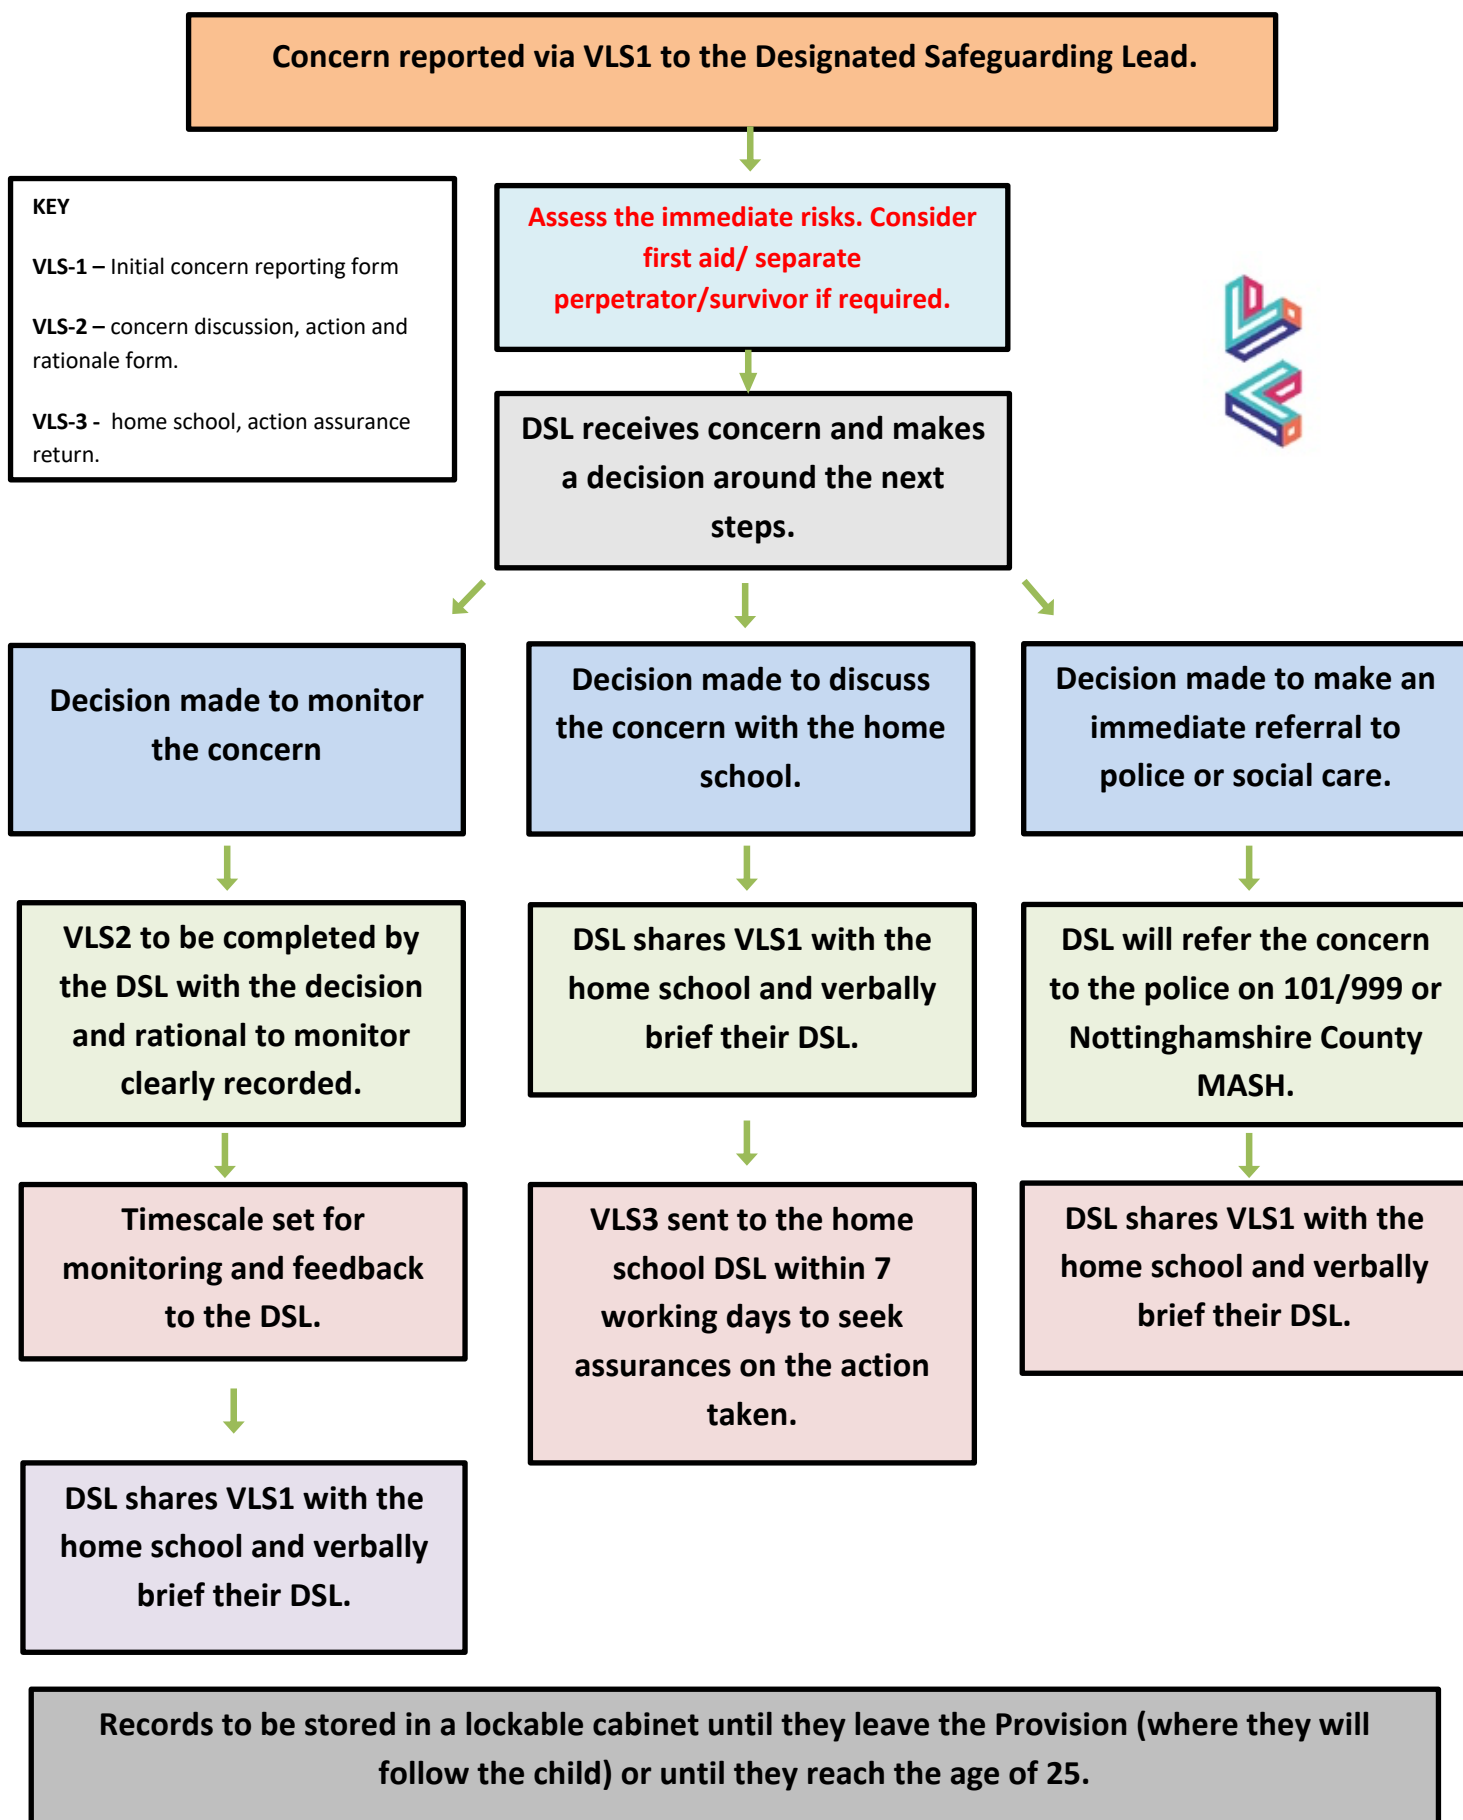 Concern reported via VLS1 to the Designated Safeguarding Lead.
KEY
VLS-1 – Initial concern reporting form
VLS-2 – concern discussion, action and
rationale form.
VLS-3 -  home school, action assurance
return.
Assess the immediate risks. Consider
first aid/ separate
perpetrator/survivor if required.
DSL receives concern and makes
a decision around the next
steps.
Decision made to monitor
the concern
Decision made to discuss
the concern with the home
school.
Decision made to make an
immediate referral to
police or social care.
VLS2 to be completed by
the DSL with the decision
and rational to monitor
clearly recorded.
DSL shares VLS1 with the
home school and verbally
brief their DSL.
DSL will refer the concern
to the police on 101/999 or
Nottinghamshire County
MASH.
Timescale set for
monitoring and feedback
to the DSL.
VLS3 sent to the home
school DSL within 7
working days to seek
assurances on the action
taken.
DSL shares VLS1 with the
home school and verbally
brief their DSL.
DSL shares VLS1 with the
home school and verbally
brief their DSL.
Records to be stored in a lockable cabinet until they leave the Provision (where they will
follow the child) or until they reach the age of 25.